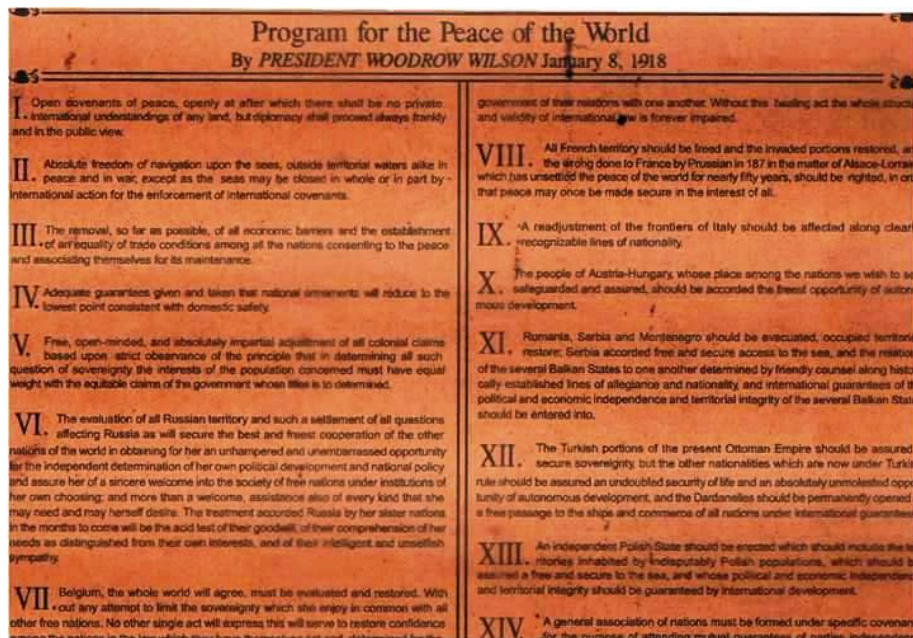 Program for the Peace of the World
By PRESIDENT WOODROW WILSON January 8, 1918
I. Open covenants of peace, openly at after which there shall be no private
international understandings of any land, but diplomacy shall proceed always frankly
and in the public view.
II. Absolute freedom of navigation upon the seas, outside territorial waters alike in
peace and in war, except as the seas may be closed in whole or in part by -
international action for the enforcement of international covenants.
III. The removal, so far as possible, of all economic barriers and the establishment
of an equality of trade conditions among all the nations consenting to the peace
and associating themselves for its maintenance.
IV. Adequate guarantees given and taken that national armaments will reduce to the
lowest point consistent with domestic safety.
V. Free, open-minded, and absolutely impartial adjustment of all colonial claims
based upon strict observance of the principle that in determining all such
question of sovereignty the interests of the population concerned must have equal
weight with the equitable claims of the government whose is to determined.
VI. The evaluation of all Russian territory and such a settlement of all questions
affecting Russia as will secure the best and freest cooperation of the other
nations of the world in obtaining for her an unhampered and unembarrassed opportunity
for the independent determination of her own political development and national policy
and assure her of a sincere welcome into the society of free nations under institutions of
her own choosing; and more than a welcome, assistance also of every kind that she
may need and may herself desire. The treatment accorded Russia by her sister nations
in the months to come will be the acid test of their goodwill, of their comprehension of her
needs as distinguished from their own interests, and of their intelligent and unselfish
sympathy.
VII. Belgium, the whole world will agree, must be evaluated and restored. With
out any attempt to limit the sovereignty which she enjoy in common with all
other free nations. No other single act will express this will serve to restore confidence
government of their relations with one another. Without this healing act the whole
and validity of international law is forever impaired.
VIII. All French territory should be freed and the invaded portions restored,
the wrong done to France by Prussian in 187 in the matter of Alsace-Lorrai
which has unsettled the peace of the world for nearly fifty years, should be righted, in
that peace may once be made secure in the interest of all.
IX. A readjustment of the frontiers of Italy should be affected along clearl
recognizable lines of nationality.
X. The people of Austria-Hungary, whose place among the nations we wish to
safeguarded and assured, should be accorded the freest opportunity of auton
mous development.
XI. Romania, Serbia and Montenegro should be evacuated, occupied territori
restore; Serbia accorded free and secure access to the sea, and the relation
of the several Balkan States to one another determined by friendly counsel along histo
cally established lines of allegiance and nationality, and international guarantees of
political and economic independence and territorial integrity of the several Balkan Stat
should be entered into.
XII. The Turkish portions of the present Ottoman Empire should be assured
secure sovereignty, but the other nationalities which are now under Turki
rule should be assured an undoubted security of life and an absolutely unmolested oppo
tunity of autonomous development, and the Dardanelles should be permanently opened
a free passage to the ships and commerce of all nations under international guarantees
XIII. An independent Polish State should be erected which should include the
ritories inhabited by indisputably Polish populations, which should b
assured a free and secure to the sea, and whose political and economic independenc
and territorial integrity should be guaranteed by international development.
XIV. A general association of nations must be formed under specific covenan